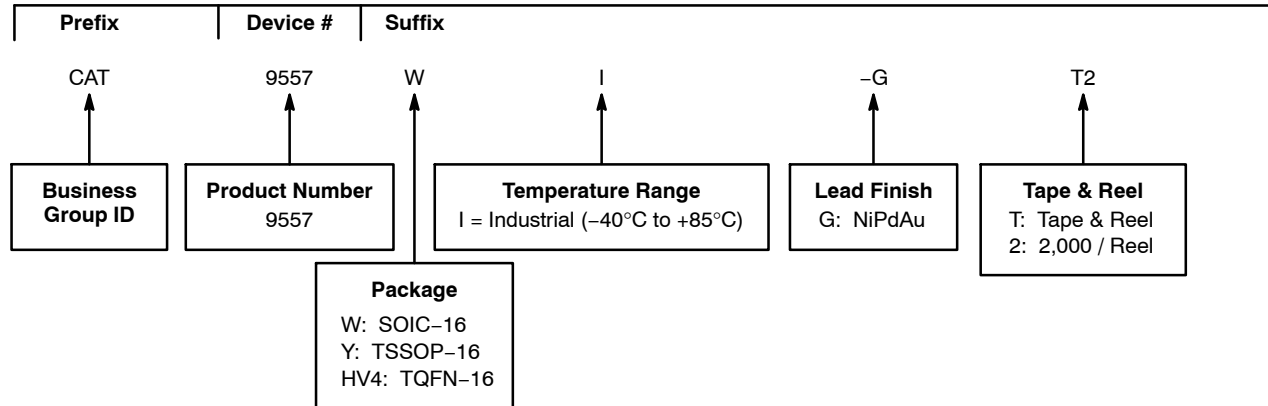 Prefix Device # Suffix
CAT 9557 W I –G T2
Business
Group ID
Product Number
9557
Temperature Range
I = Industrial (–40°C to +85°C)
Lead Finish
G: NiPdAu
Tape & Reel
T: Tape & Reel
2: 2,000 / Reel
Package
W: SOIC–16
Y: TSSOP–16
HV4: TQFN–16